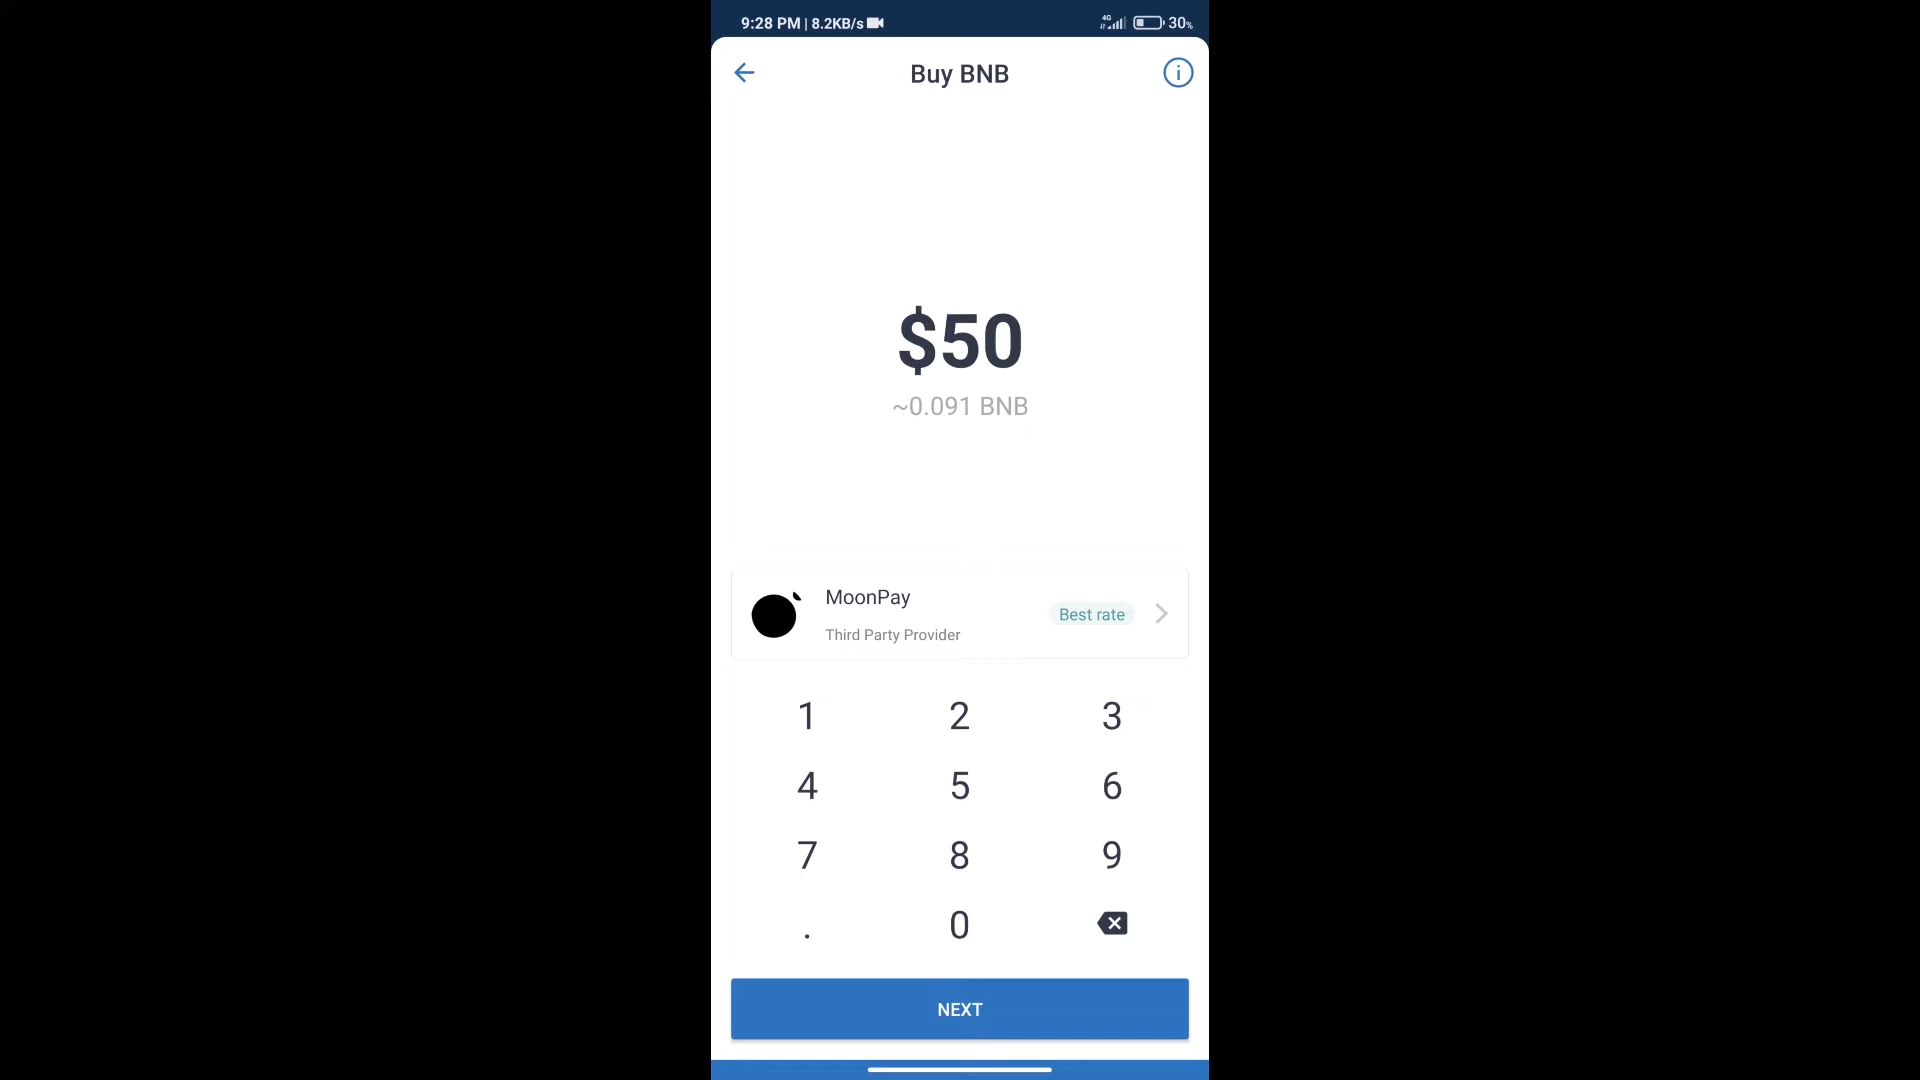 9:28 PM | 8.2KB/s 4G 30%
Buy BNB
$50
~0.091 BNB
MoonPay
Third Party Provider
Best rate
1 2 3
4 5 6
7 8 9
. 0
NEXT